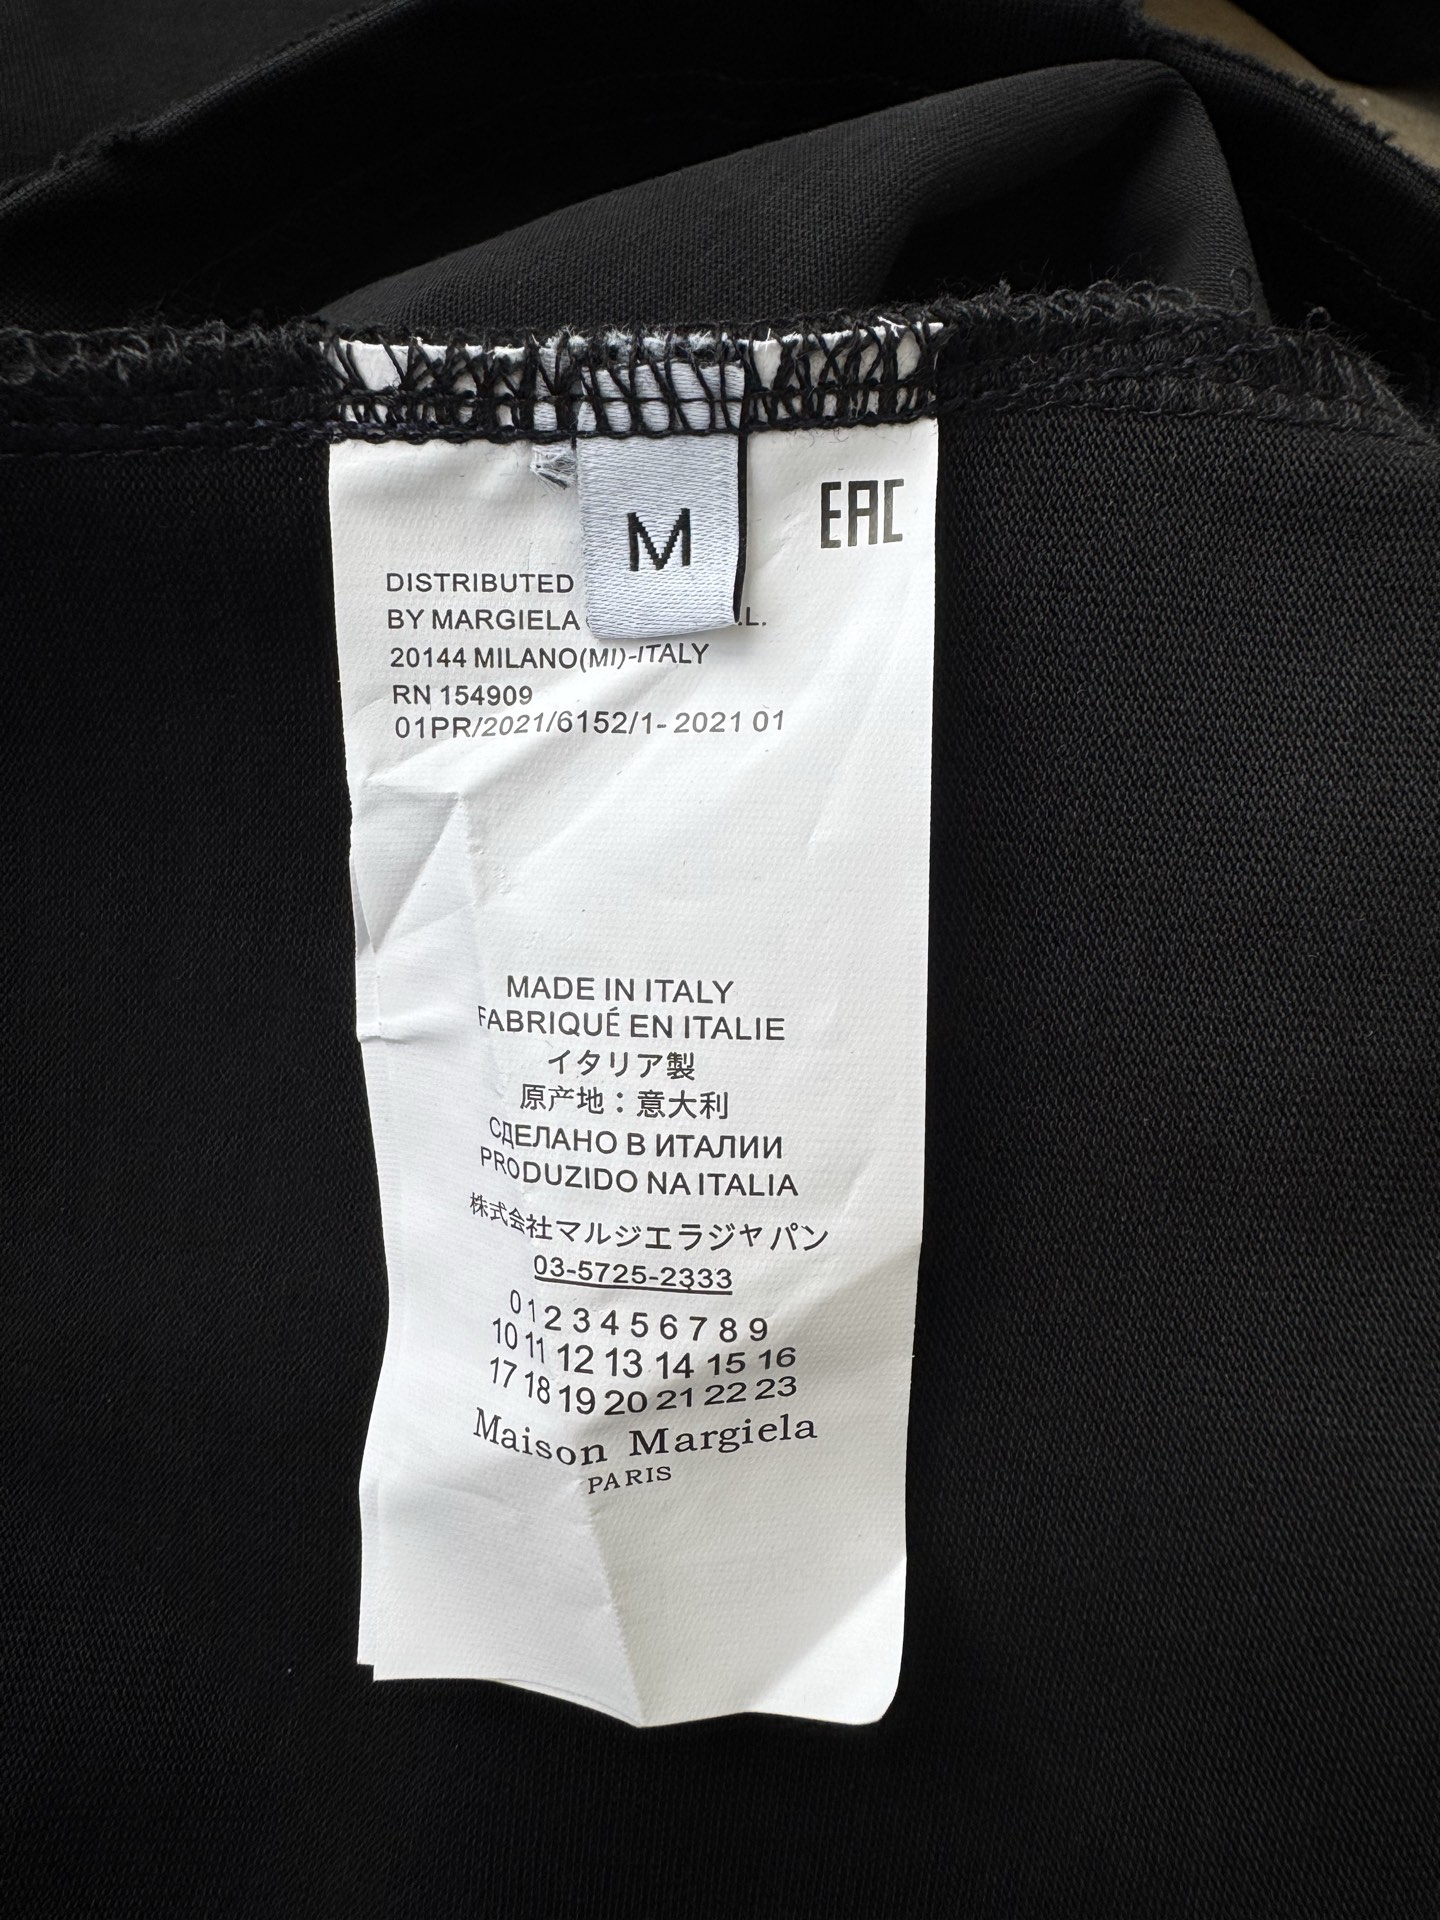 M
EAC
DISTRIBUTED
BY MARGIELA .L.
20144 MILANO(MI)-ITALY
RN 154909
01PR/2021/6152/1- 2021 01
MADE IN ITALY
FABRIQUÉ EN ITALIE
イタリア製
原产地：意大利
СДЕЛАНО В ИТАЛИИ
PRODUZIDO NA ITALIA
株式会社マルジエラジャパン
03-5725-2333
0 1 2 3 4 5 6 7 8 9
10 11 12 13 14 15 16
17 18 19 20 21 22 23
Maison Margiela
PARIS